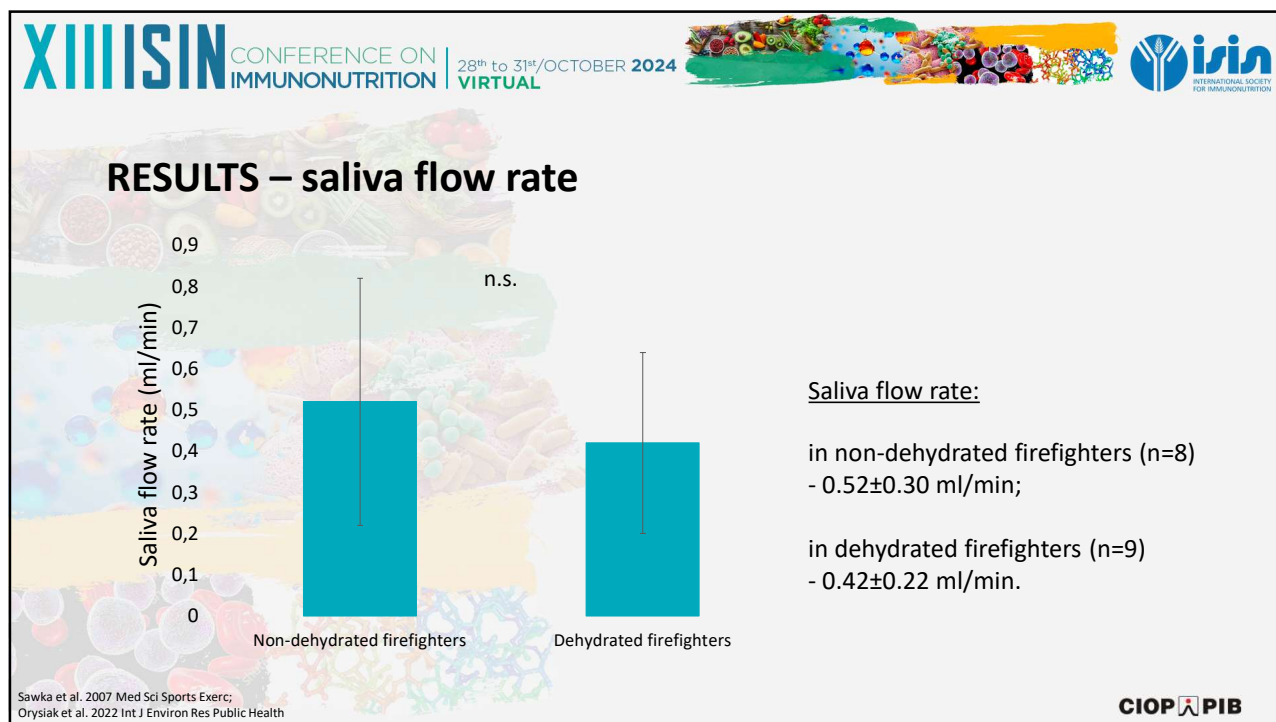 XIII ISIN CONFERENCE ON
IMMUNONUTRITION
28th to 31st/OCTOBER 2024
VIRTUAL
isin
INTERNATIONAL SOCIETY
FOR IMMUNONUTRITION
RESULTS – saliva flow rate
Saliva flow rate (ml/min)
0,9
0,8
0,7
0,6
0,5
0,4
0,3
0,2
0,1
0
n.s.
Non-dehydrated firefighters
Dehydrated firefighters
Saliva flow rate:
in non-dehydrated firefighters (n=8)
- 0.52±0.30 ml/min;
in dehydrated firefighters (n=9)
- 0.42±0.22 ml/min.
Sawka et al. 2007 Med Sci Sports Exerc;
Orysiak et al. 2022 Int J Environ Res Public Health
CIOP PIB